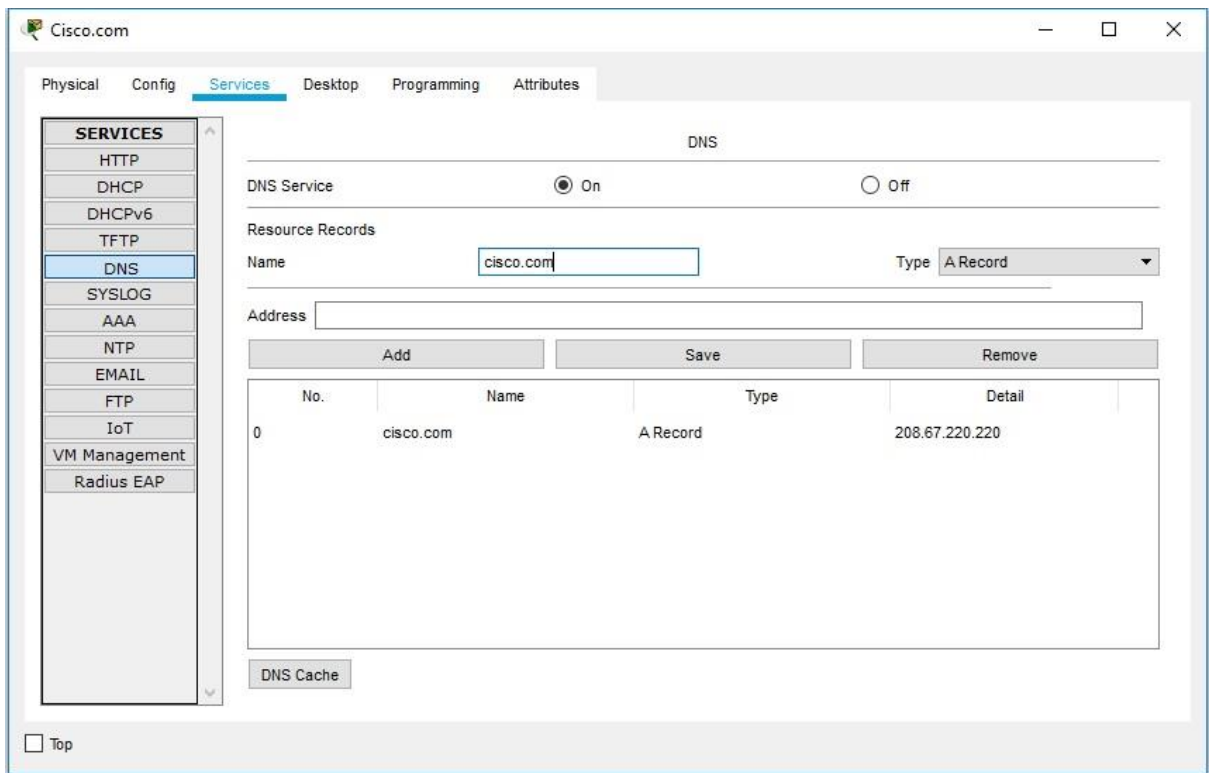 Cisco.com
Physical Config Services Desktop Programming Attributes
SERVICES
HTTP
DHCP
DHCPv6
TFTP
DNS
SYSLOG
AAA
NTP
EMAIL
FTP
IoT
VM Management
Radius EAP
DNS
DNS Service On Off
Resource Records
Name cisco.com Type A Record
Address
Add Save Remove
No. Name Type Detail
0 cisco.com A Record 208.67.220.220
DNS Cache
Top